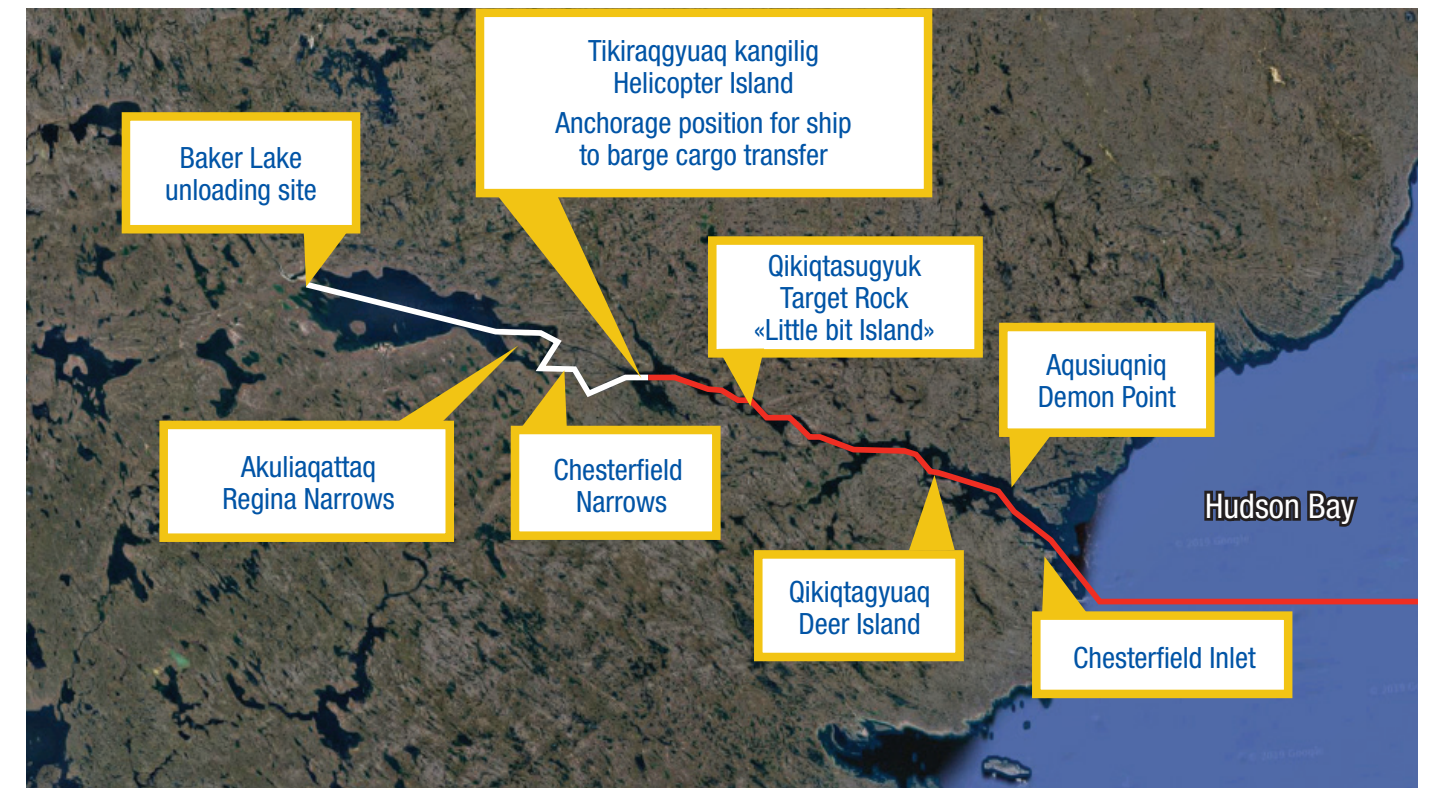 Tikiraqgyuaq kangilig
Helicopter Island
Anchorage position for ship
to barge cargo transfer
Baker Lake
unloading site
Qikiqtasugyuk
Target Rock
«Little bit Island»
Aqusiuqniq
Demon Point
Akuliaqattaq
Regina Narrows
Chesterfield
Narrows
Hudson Bay
Qikiqtagyuaq
Deer Island
Chesterfield Inlet